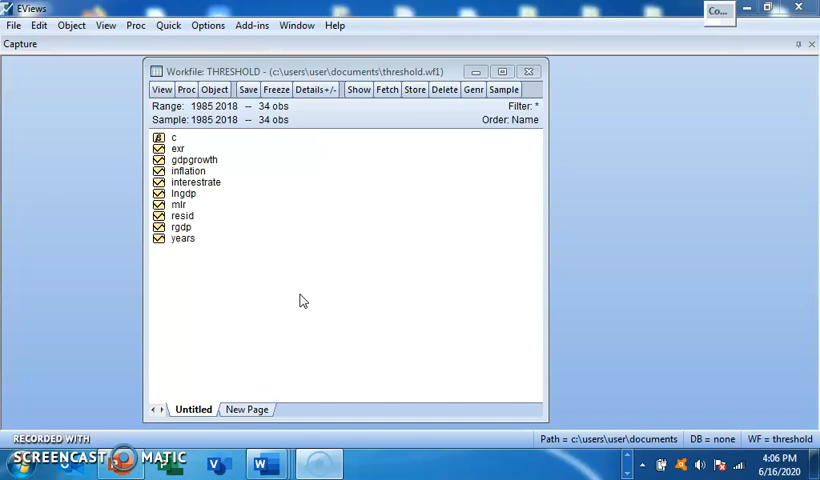 EViews
Co...
File Edit Object View Proc Quick Options Add-ins Window Help
Capture
Workfile: THRESHOLD - (c:\users\user\documents\threshold.wf1)
View Proc Object Save Freeze Details+/- Show Fetch Store Delete Genr Sample
Range: 1985 2018 -- 34 obs Filter: *
Sample: 1985 2018 -- 34 obs Order: Name
c
exr
gdpgrowth
inflation
interestrate
lngdp
mlr
resid
rgdp
years
Untitled New Page
RECORDED WITH
SCREENCAST MATIC
Path = c:\users\user\documents DB = none WF = threshold
4:06 PM
6/16/2020